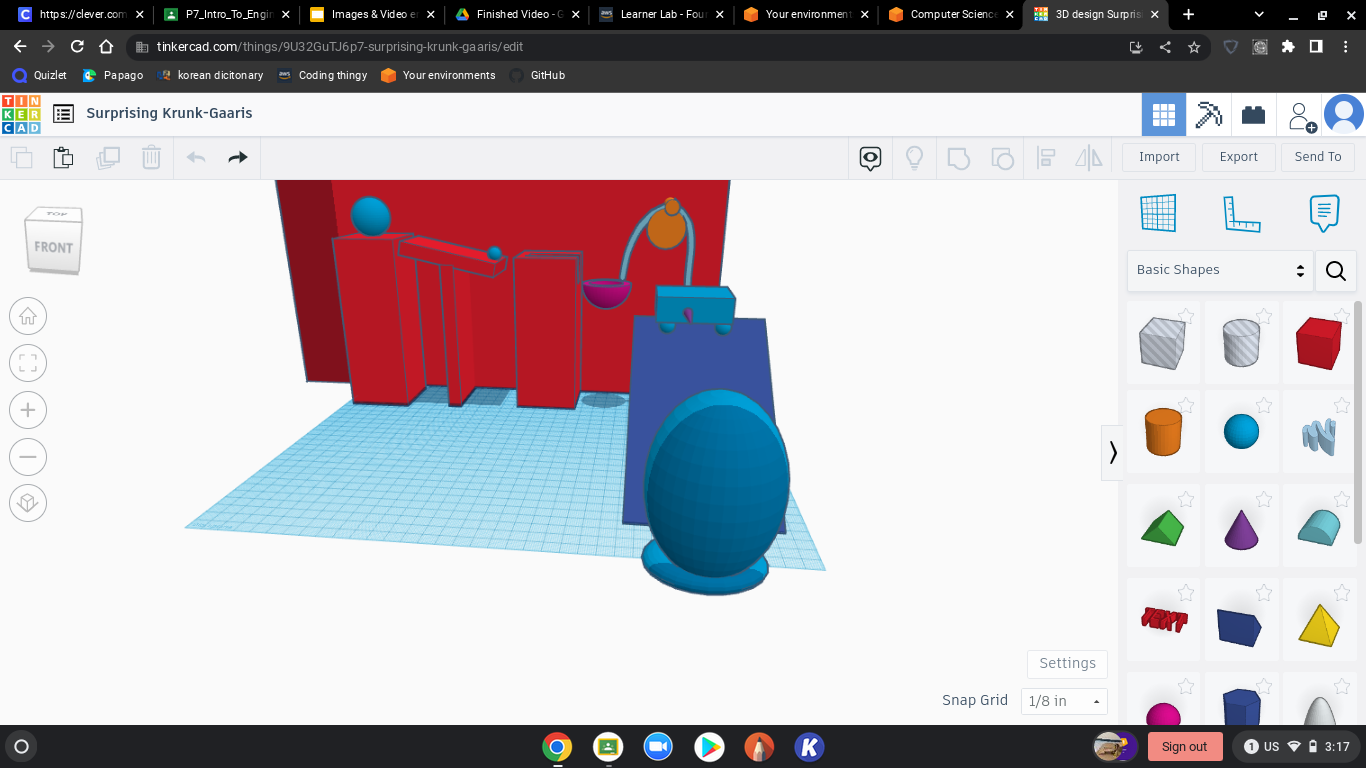 https://clever.com
P7_Intro_To_Engin
Images & Video e
Finished Video - G
Learner Lab - Four
Your environment
Computer Science
3D design Surpris
tinkercad.com/things/9U32GuTJ6p7-surprising-krunk-gaaris/edit
Quizlet
Papago
korean dicitonary
Coding thingy
Your environments
GitHub
TIN
KER
CAD
Surprising Krunk-Gaaris
Import
Export
Send To
TOP
FRONT
Basic Shapes
TEXT
Settings
Snap Grid
1/8 in
Sign out
1
US
3:17